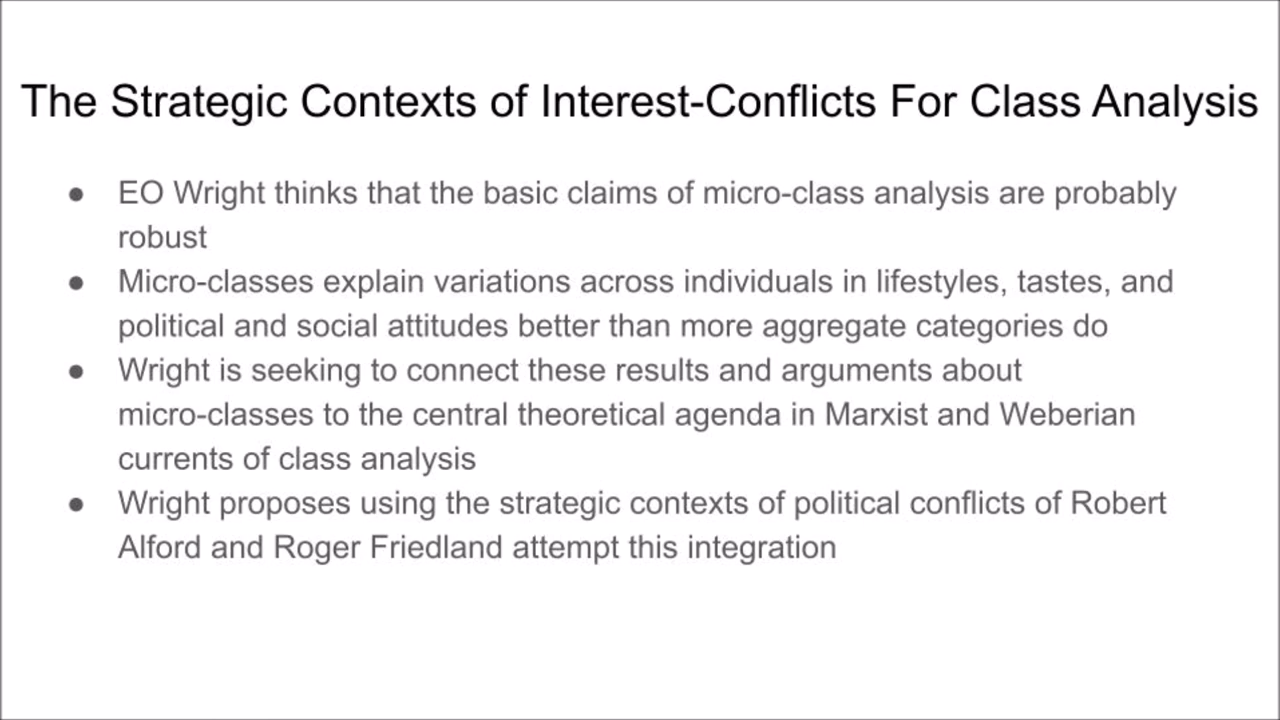 The Strategic Contexts of Interest-Conflicts For Class Analysis
● EO Wright thinks that the basic claims of micro-class analysis are probably
robust
● Micro-classes explain variations across individuals in lifestyles, tastes, and
political and social attitudes better than more aggregate categories do
● Wright is seeking to connect these results and arguments about
micro-classes to the central theoretical agenda in Marxist and Weberian
currents of class analysis
● Wright proposes using the strategic contexts of political conflicts of Robert
Alford and Roger Friedland attempt this integration